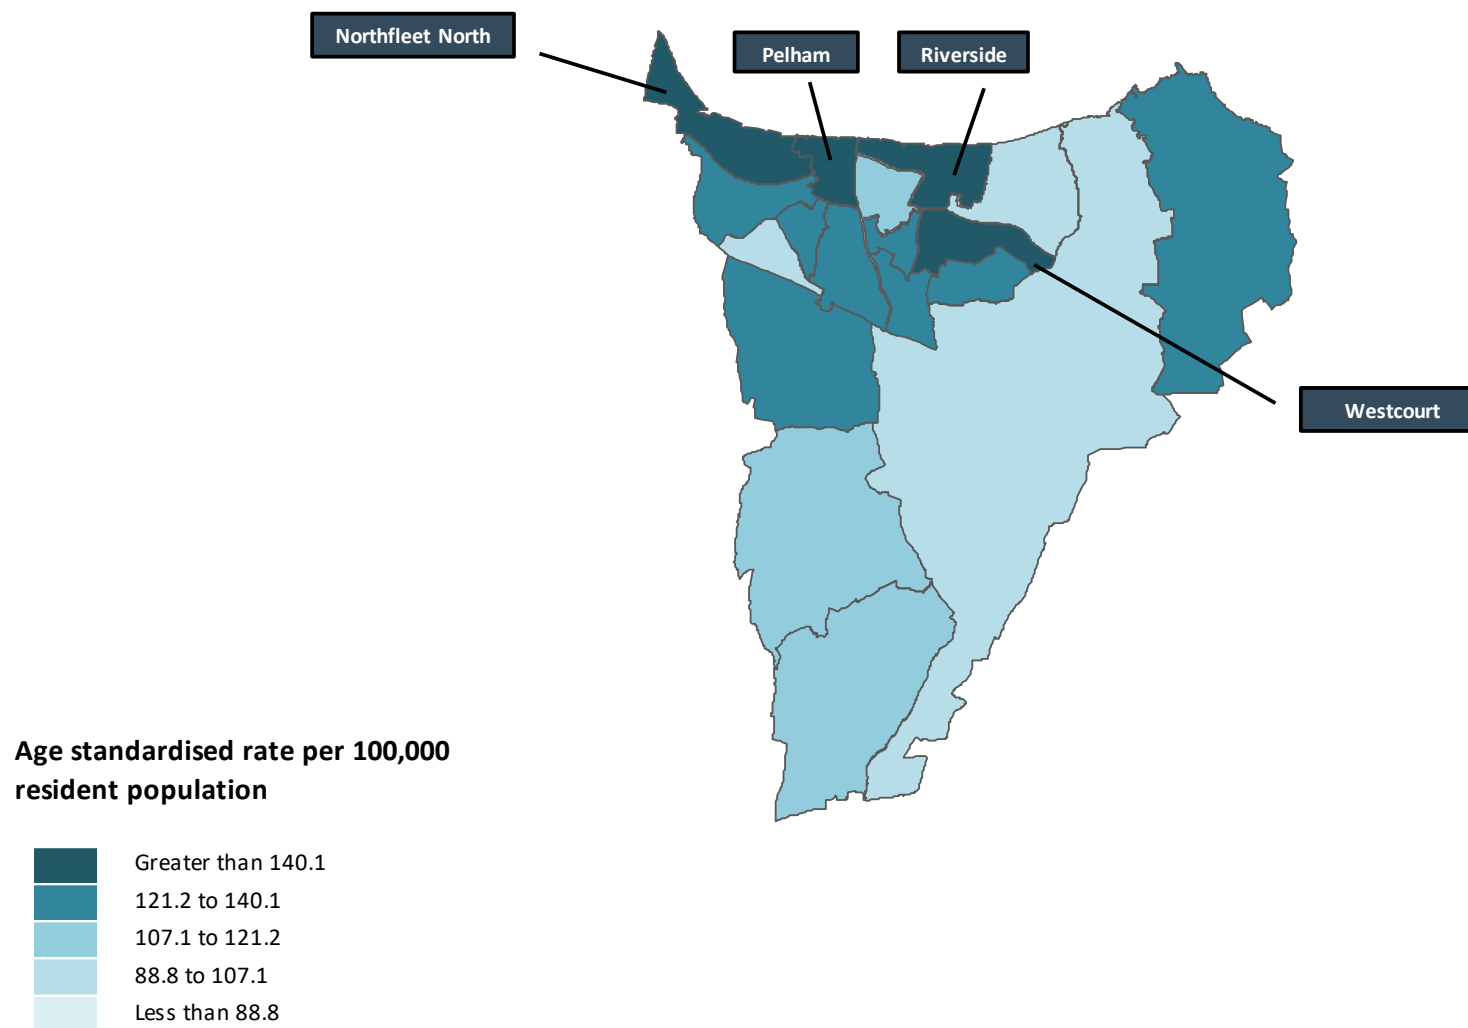 Northfleet North
Pelham
Riverside
Westcourt
Age standardised rate per 100,000
resident population
Greater than 140.1
121.2 to 140.1
107.1 to 121.2
88.8 to 107.1
Less than 88.8